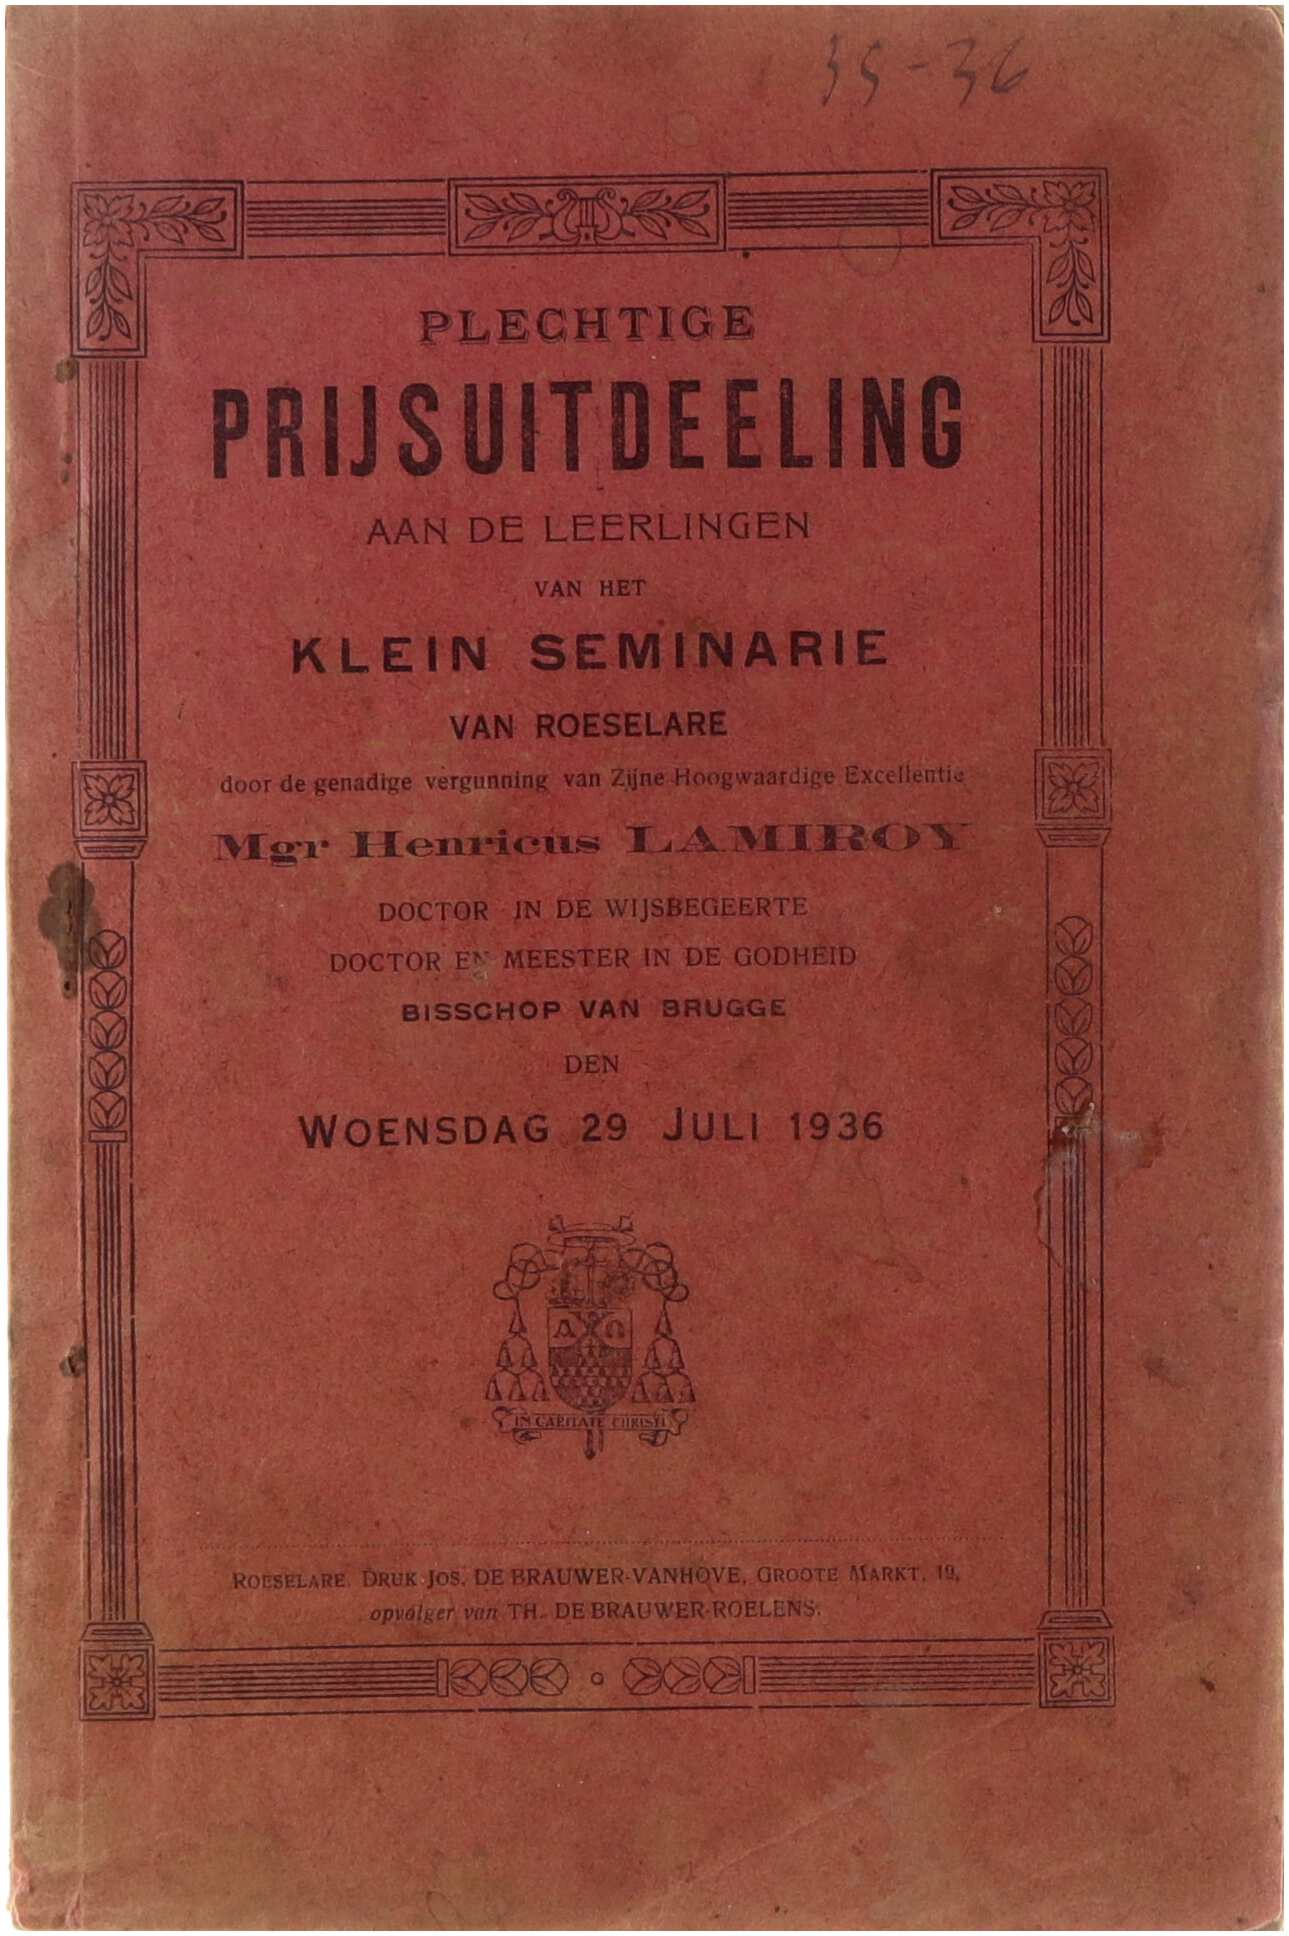 35-36
PLECHTIGE
PRIJSUITDEELING
AAN DE LEERLINGEN
VAN HET
KLEIN SEMINARIE
VAN ROESELARE
door de genadige vergunning van Zijne Hoogwaardige Excellentie
Mgr Henricus LAMIROY
DOCTOR IN DE WIJSBEGEERTE
DOCTOR EN MEESTER IN DE GODHEID
BISSCHOP VAN BRUGGE
DEN
WOENSDAG 29 JULI 1936
A Ω
IN CARITATE CHRISTI
ROESELARE, DRUK JOS. DE BRAUWER-VANHOVE, GROOTE MARKT, 19,
opvolger van TH. DE BRAUWER-ROELENS.